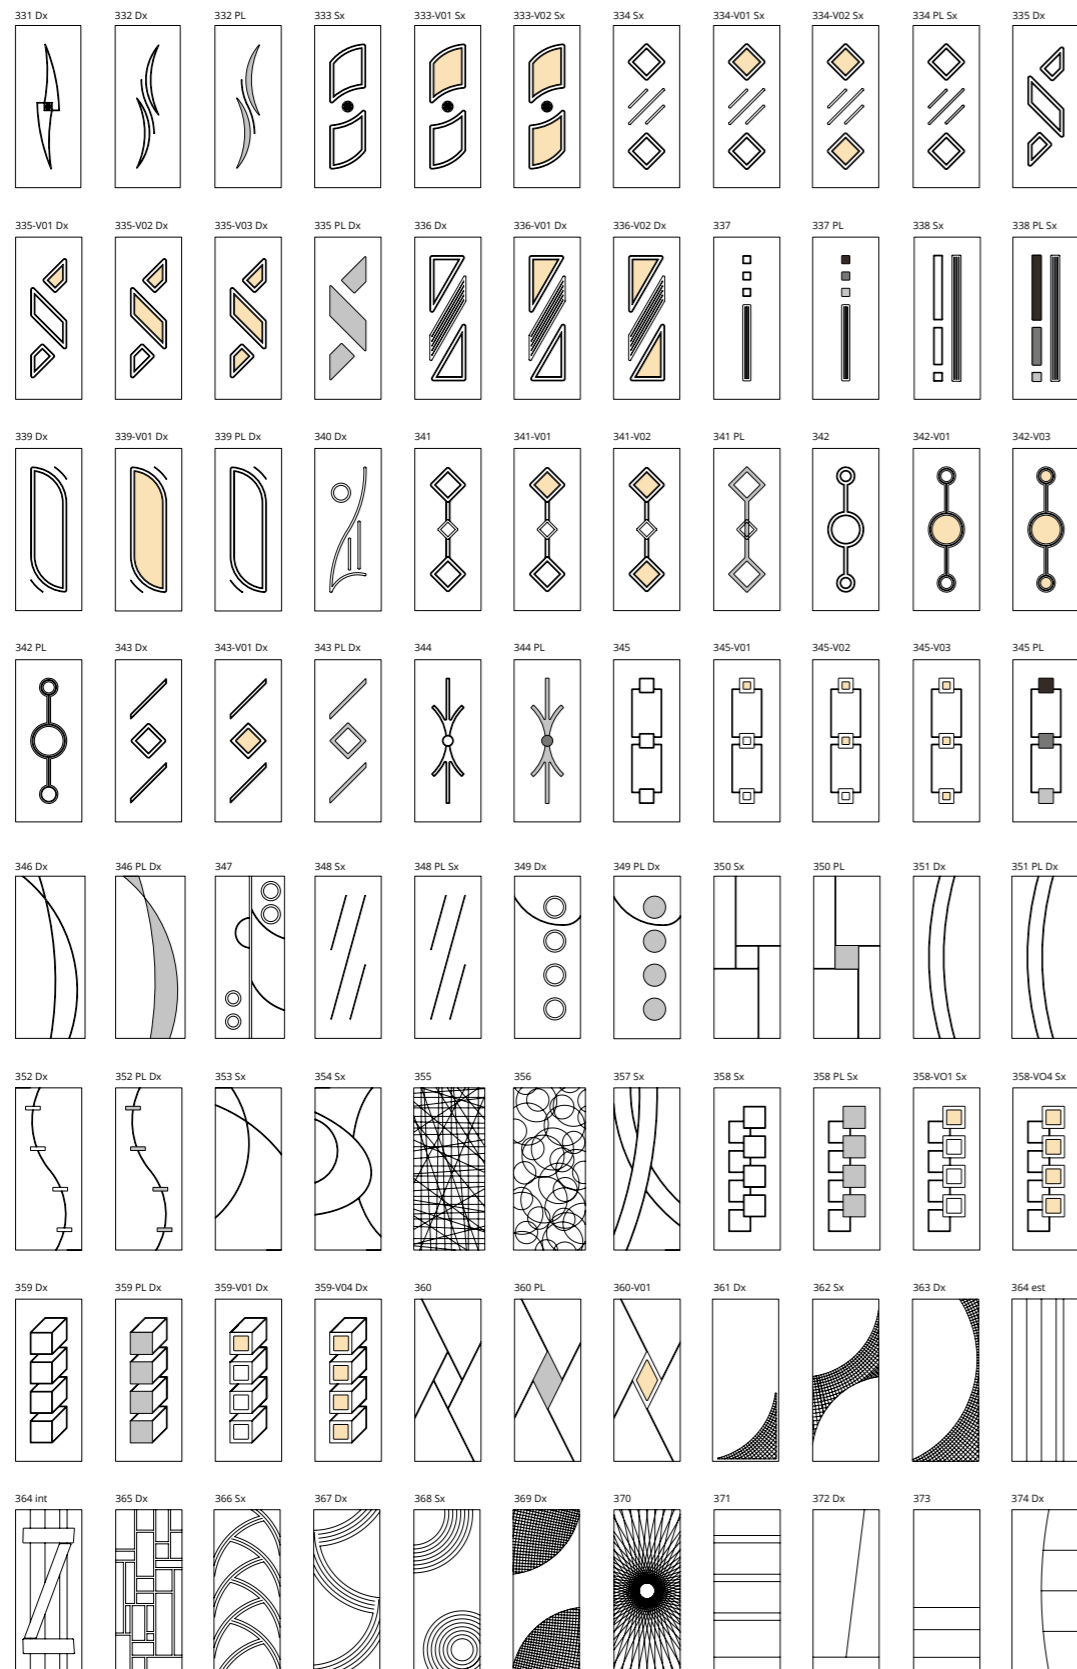 331 Dx 332 Dx 332 PL 333 Sx 333-V01 Sx 333-V02 Sx 334 Sx 334-V01 Sx 334-V02 Sx 334 PL Sx 335 Dx
335-V01 Dx 335-V02 Dx 335-V03 Dx 335 PL Dx 336 Dx 336-V01 Dx 336-V02 Dx 337 337 PL 338 Sx 338 PL Sx
339 Dx 339-V01 Dx 339 PL Dx 340 Dx 341 341-V01 341-V02 341 PL 342 342-V01 342-V03
342 PL 343 Dx 343-V01 Dx 343 PL Dx 344 344 PL 345 345-V01 345-V02 345-V03 345 PL
346 Dx 346 PL Dx 347 348 Sx 348 PL Sx 349 Dx 349 PL Dx 350 Sx 350 PL 351 Dx 351 PL Dx
352 Dx 352 PL Dx 353 Sx 354 Sx 355 356 357 Sx 358 Sx 358 PL Sx 358-VO1 Sx 358-VO4 Sx
359 Dx 359 PL Dx 359-V01 Dx 359-V04 Dx 360 360 PL 360-V01 361 Dx 362 Sx 363 Dx 364 est
364 int 365 Dx 366 Sx 367 Dx 368 Sx 369 Dx 370 371 372 Dx 373 374 Dx